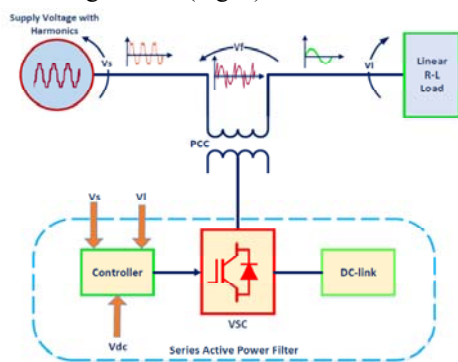 Supply Voltage with
Harmonics
Vs
Vf
Vl
Linear
R-L
Load
PCC
Vs
Vl
Controller
VSC
DC-link
Vdc
Series Active Power Filter